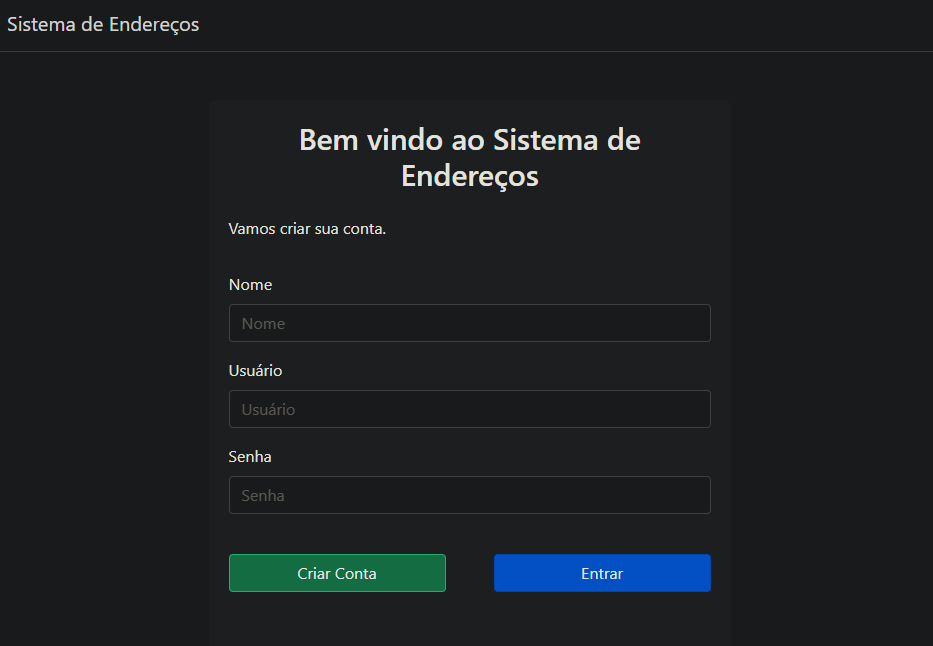 Sistema de Endereços
Bem vindo ao Sistema de
Endereços
Vamos criar sua conta.
Nome
Nome
Usuário
Usuário
Senha
Senha
Criar Conta
Entrar